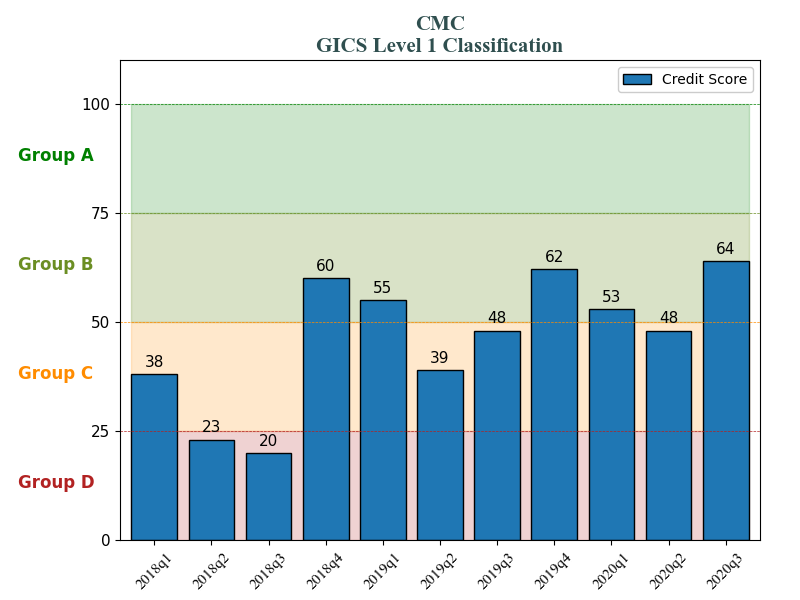 CMC
GICS Level 1 Classification
Credit Score
100
Group A
75
Group B
50
Group C
25
Group D
0
38
23
20
60
55
39
48
62
53
48
64
2018q1
2018q2
2018q3
2018q4
2019q1
2019q2
2019q3
2019q4
2020q1
2020q2
2020q3